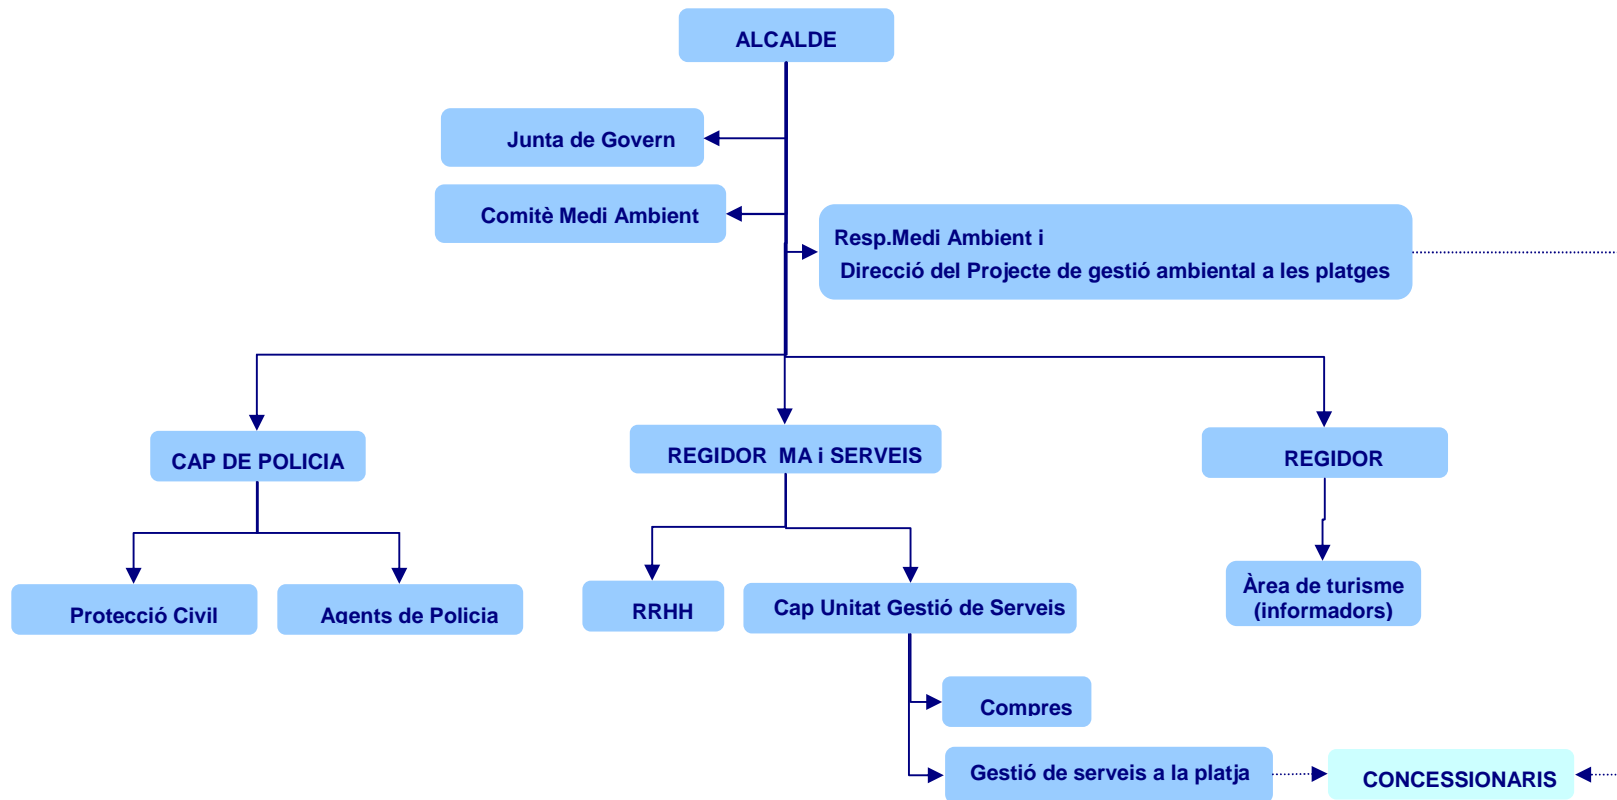 ALCALDE
Junta de Govern
Comitè Medi Ambient
Resp.Medi Ambient i
Direcció del Projecte de gestió ambiental a les platges
CAP DE POLICIA
REGIDOR MA i SERVEIS
REGIDOR
Protecció Civil
Agents de Policia
RRHH
Cap Unitat Gestió de Serveis
Àrea de turisme
(informadors)
Compres
Gestió de serveis a la platja
CONCESSIONARIS